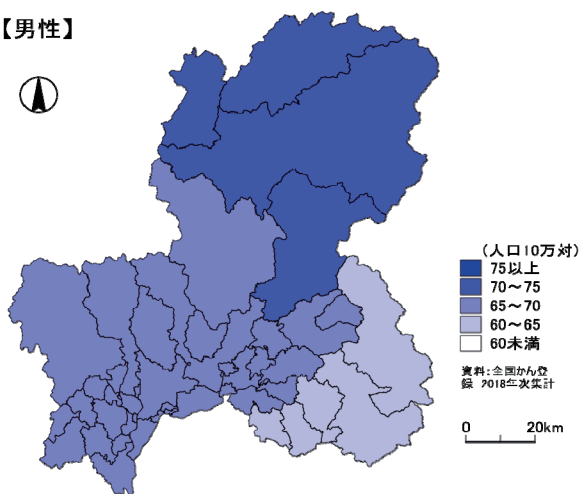 【男性】
(人口10万対)
75以上
70～75
65～70
60～65
60未満
資料：全国がん登
録 2018年次集計
0 20km